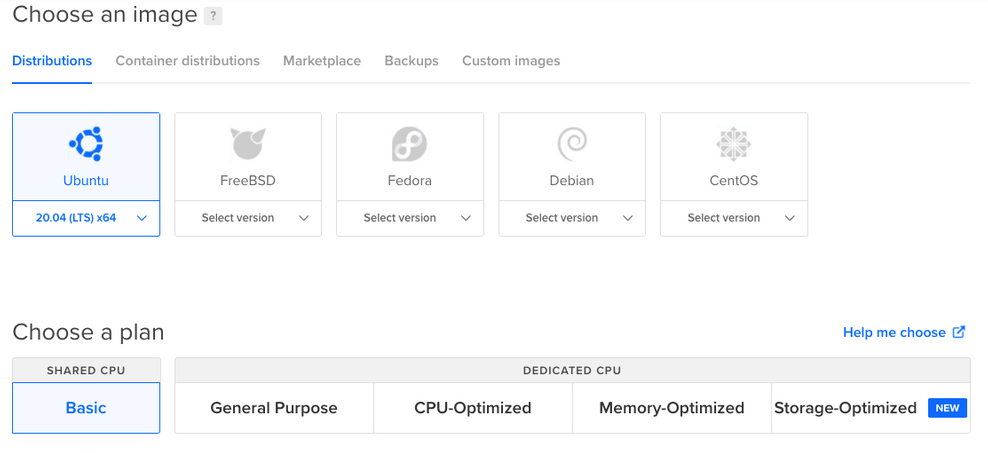 Choose an image ?
Distributions Container distributions Marketplace Backups Custom images
Ubuntu FreeBSD Fedora Debian CentOS
20.04 (LTS) x64 Select version Select version Select version Select version
Choose a plan Help me choose
SHARED CPU DEDICATED CPU
Basic General Purpose CPU-Optimized Memory-Optimized Storage-Optimized NEW